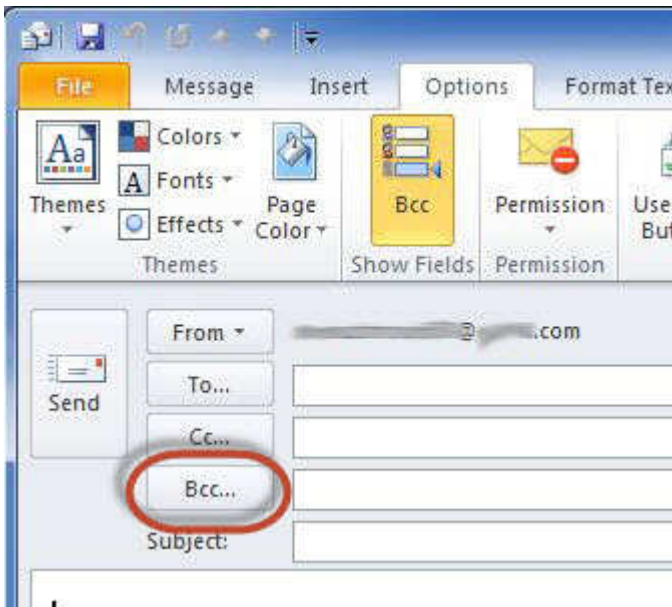 File Message Insert Options Format Tex
Aa Colors Bcc Permission Use
A Fonts
Themes Effects Page Color But
Themes Show Fields Permission
From @ .com
Send To...
Cc...
Bcc...
Subject: